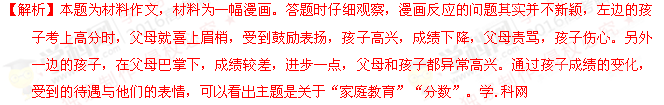 【解析】本题为材料作文，材料为一幅漫画。答题时仔细观察，漫画反应的问题其实并不新颖，左边的孩
子考上高分时，父母就喜上眉梢，受到鼓励表扬，孩子高兴，成绩下降，父母责骂，孩子伤心。另外
一边的孩子，在父母巴掌下，成绩较差，进步一点，父母和孩子都异常高兴。通过孩子成绩的变化，
受到的待遇与他们的表情，可以看出主题是关于“家庭教育”“分数”。学.科网